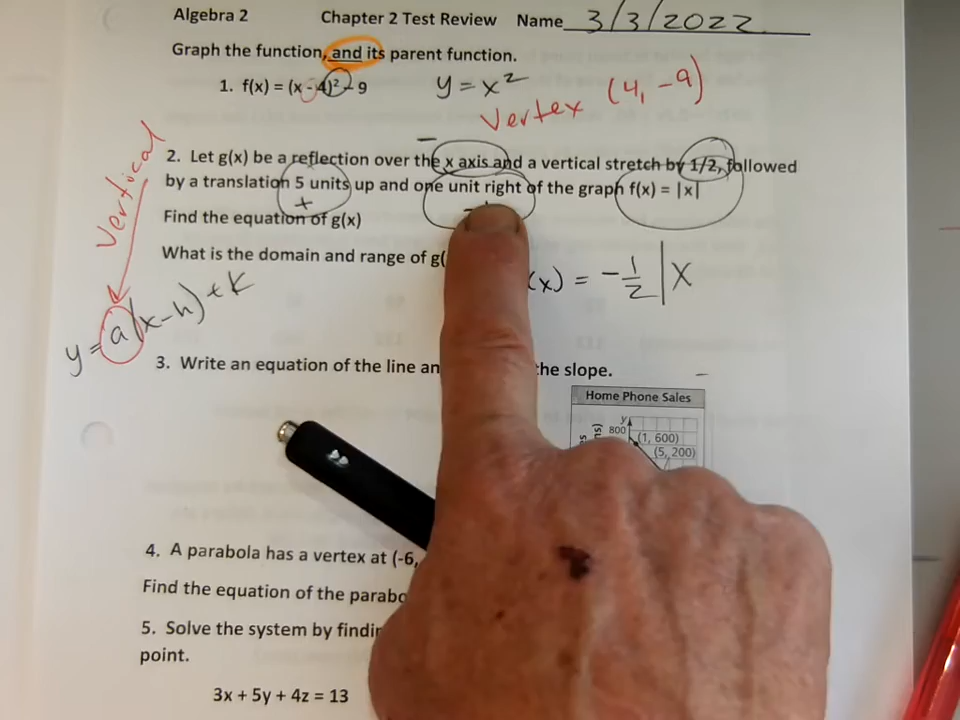 Algebra 2 Chapter 2 Test Review Name 3/3/2022
Graph the function, and its parent function.
1. f(x) = (x - 4)² - 9 y = x²
Vertex (4, -9)
-
2. Let g(x) be a reflection over the x axis and a vertical stretch by 1/2, followed
by a translation 5 units up and one unit right of the graph f(x) = |x|
+
Find the equation of g(x)
What is the domain and range of g(
(x) = -1/2 |x
Vertical
y = a(x-h) + k
3. Write an equation of the line an the slope.
Home Phone Sales
y
800
(1, 600)
(5, 200)
4. A parabola has a vertex at (-6,
Find the equation of the parabo
5. Solve the system by findin
point.
3x + 5y + 4z = 13